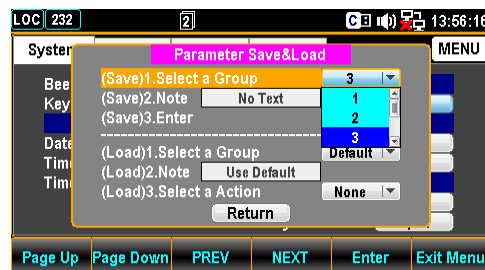 LOC 232 2 C 13:56:16
System MENU
Parameter Save&Load
(Save)1.Select a Group 3
(Save)2.Note No Text 1
(Save)3.Enter 2
3
(Load)1.Select a Group Default
(Load)2.Note Use Default
(Load)3.Select a Action None
Return
Bee
Key
Date
Tim
Tim
Page Up Page Down PREV NEXT Enter Exit Menu